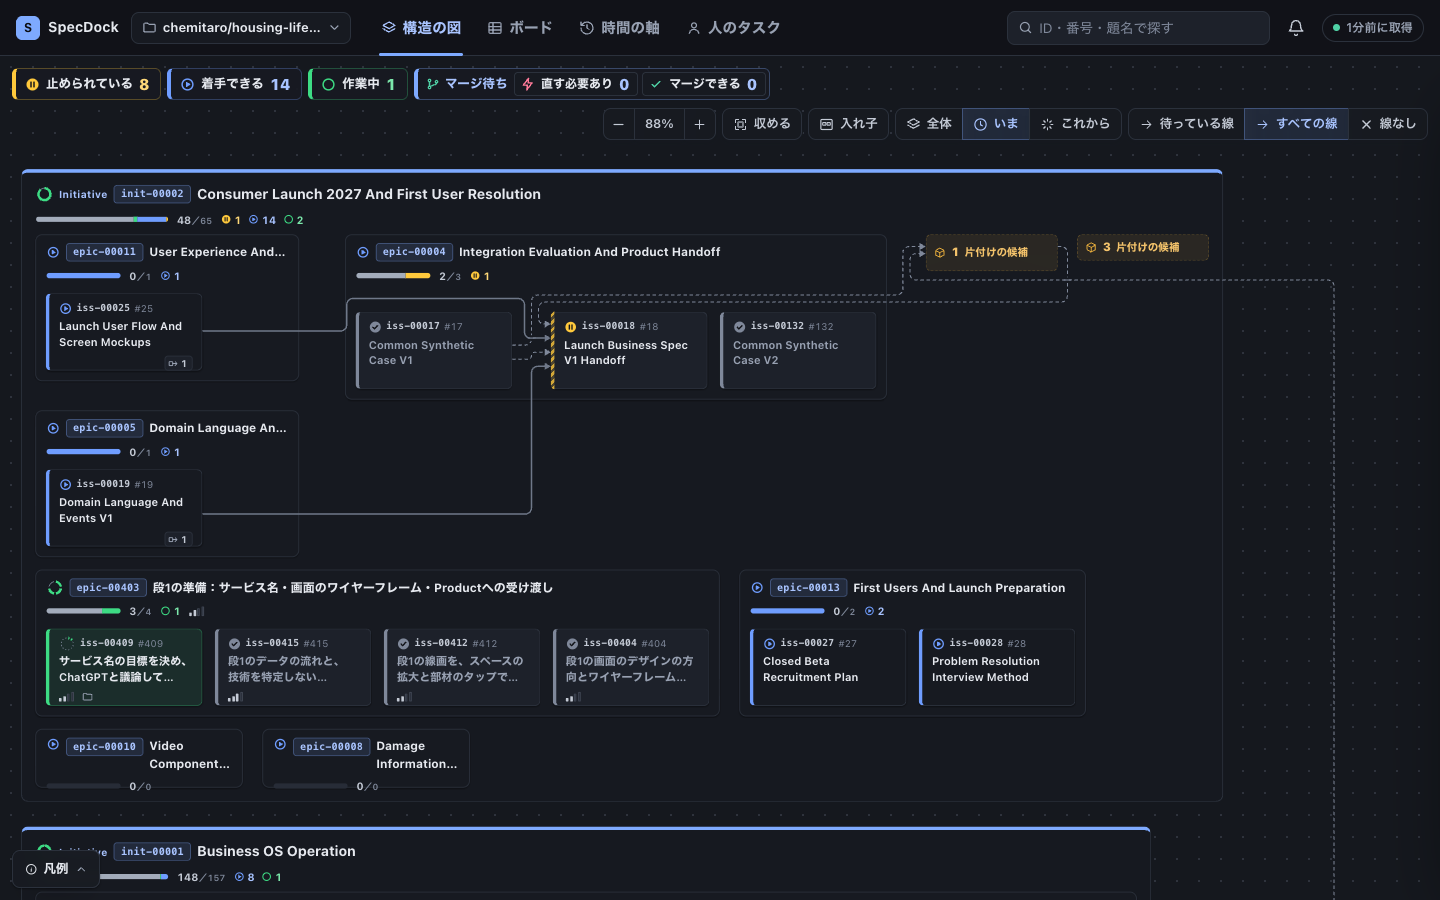 S SpecDock chemitaro/housing-life... 構造の図 ボード 時間の軸 人のタスク ID・番号・題名で探す 1分前に取得
止められている 8 着手できる 14 作業中 1 マージ待ち 直す必要あり 0 マージできる 0
− 88% + 収める 入れ子 全体 いま これから 待っている線 すべての線 線なし
Initiative init-00002 Consumer Launch 2027 And First User Resolution
48/65 1 14 2
epic-00011 User Experience And...
0/1 1
iss-00025 #25
Launch User Flow And
Screen Mockups
1
epic-00004 Integration Evaluation And Product Handoff
2/3 1
iss-00017 #17
Common Synthetic
Case V1
iss-00018 #18
Launch Business Spec
V1 Handoff
iss-00132 #132
Common Synthetic
Case V2
1 片付けの候補
3 片付けの候補
epic-00005 Domain Language An...
0/1 1
iss-00019 #19
Domain Language And
Events V1
1
epic-00403 段1の準備：サービス名・画面のワイヤーフレーム・Productへの受け渡し
3/4 1
iss-00409 #409
サービス名の目標を決め、
ChatGPTと議論して...
iss-00415 #415
段1のデータの流れと、
技術を特定しない...
iss-00412 #412
段1の線画を、スペースの
拡大と部材のタップで...
iss-00404 #404
段1の画面のデザインの方
向とワイヤーフレーム...
epic-00013 First Users And Launch Preparation
0/2 2
iss-00027 #27
Closed Beta
Recruitment Plan
iss-00028 #28
Problem Resolution
Interview Method
epic-00010 Video
Component...
0/0
epic-00008 Damage
Information...
0/0
Initiative init-00001 Business OS Operation
148/157 8 1
凡例